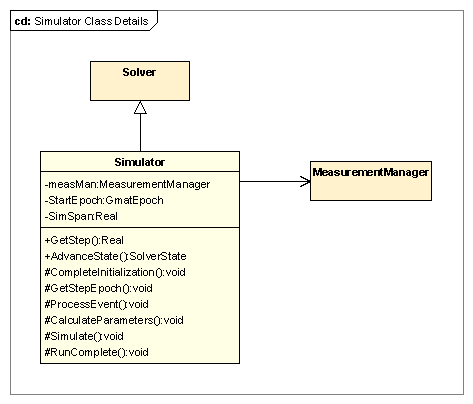 cd: Simulator Class Details
Solver
Simulator
-measMan:MeasurementManager
-StartEpoch:GmatEpoch
-SimSpan:Real
MeasurementManager
+GetStep():Real
+AdvanceState():SolverState
#CompleteInitialization():void
#GetStepEpoch():void
#ProcessEvent():void
#CalculateParameters():void
#Simulate():void
#RunComplete():void